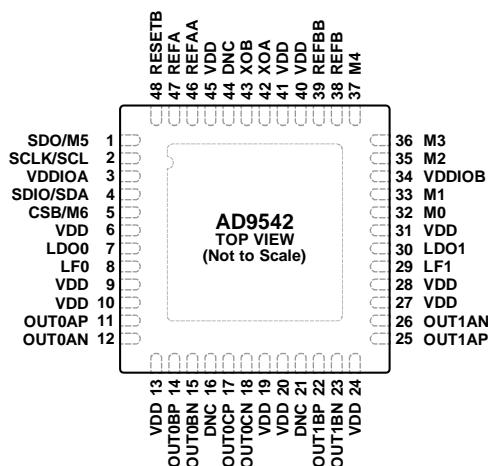 48 RESETB
47 REFA
46 REFAA
45 VDD
44 DNC
43 XOB
42 XOA
41 VDD
40 VDD
39 REFBB
38 REFB
37 M4
SDO/M5 1
SCLK/SCL 2
VDDIOA 3
SDIO/SDA 4
CSB/M6 5
VDD 6
LDO0 7
LF0 8
VDD 9
VDD 10
OUT0AP 11
OUT0AN 12
AD9542
TOP VIEW
(Not to Scale)
36 M3
35 M2
34 VDDIOB
33 M1
32 M0
31 VDD
30 LDO1
29 LF1
28 VDD
27 VDD
26 OUT1AN
25 OUT1AP
VDD 13
OUT0BP 14
OUT0BN 15
DNC 16
OUT0CP 17
OUT0CN 18
VDD 19
VDD 20
DNC 21
OUT1BP 22
OUT1BN 23
VDD 24